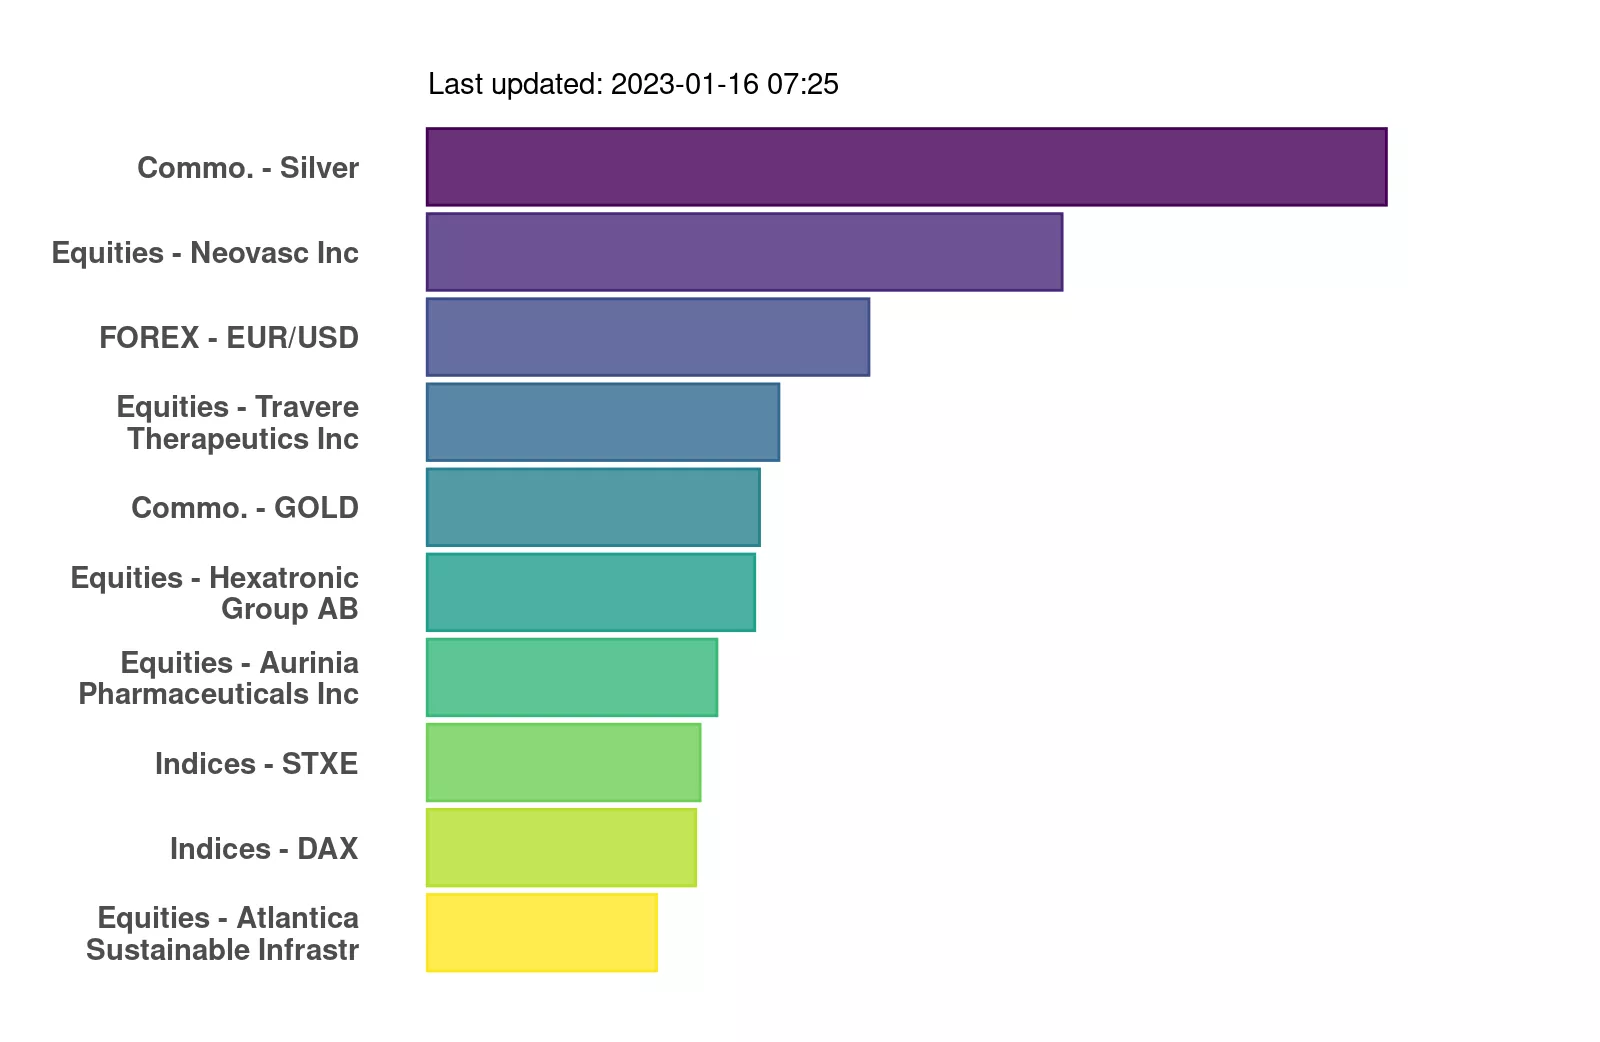 Last updated: 2023-01-16 07:25
Commo. - Silver
Equities - Neovasc Inc
FOREX - EUR/USD
Equities - Travere
Therapeutics Inc
Commo. - GOLD
Equities - Hexatronic
Group AB
Equities - Aurinia
Pharmaceuticals Inc
Indices - STXE
Indices - DAX
Equities - Atlantica
Sustainable Infrastr